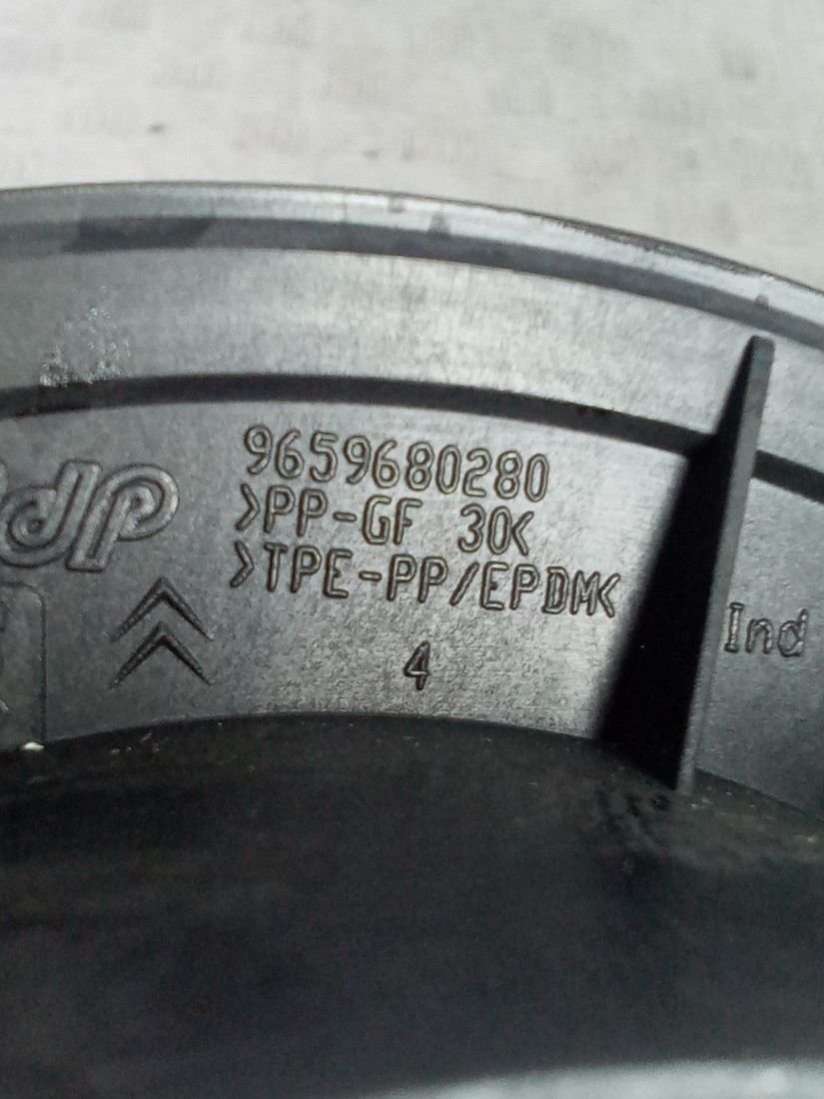 9659680280
>PP-GF 30<
>TPE-PP/EPDM<
4
Ind